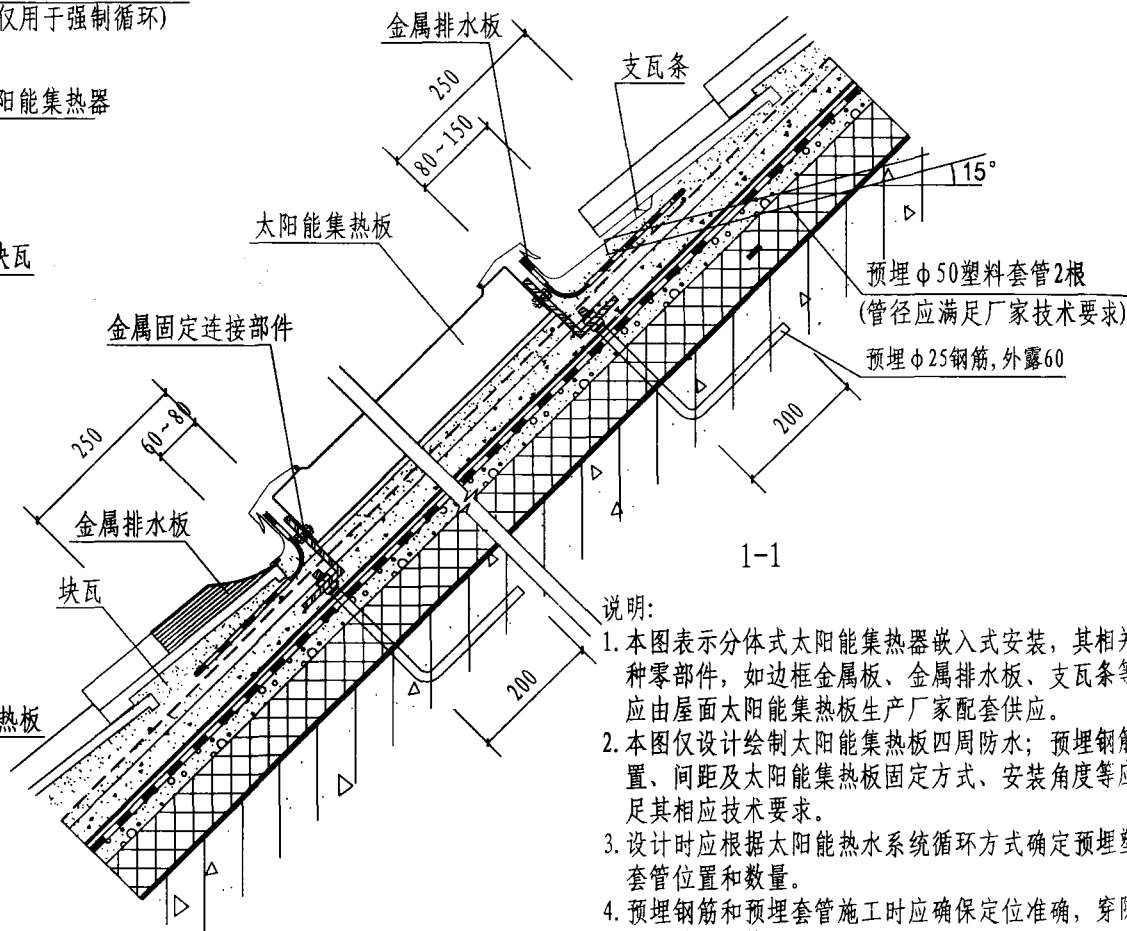 仅用于强制循环)
金属排水板
250
支瓦条
阳能集热器
80~150
15°
太阳能集热板
块瓦
预埋φ50塑料套管2根
(管径应满足厂家技术要求)
金属固定连接部件
预埋φ25钢筋,外露60
250
60~80
200
金属排水板
1-1
块瓦
说明:
1. 本图表示分体式太阳能集热器嵌入式安装，其相关
种零部件，如边框金属板、金属排水板、支瓦条等
应由屋面太阳能集热板生产厂家配套供应。
200
热板
2. 本图仅设计绘制太阳能集热板四周防水；预埋钢筋
置、间距及太阳能集热板固定方式、安装角度等应
足其相应技术要求。
3. 设计时应根据太阳能热水系统循环方式确定预埋塑
套管位置和数量。
4. 预埋钢筋和预埋套管施工时应确保定位准确，穿防